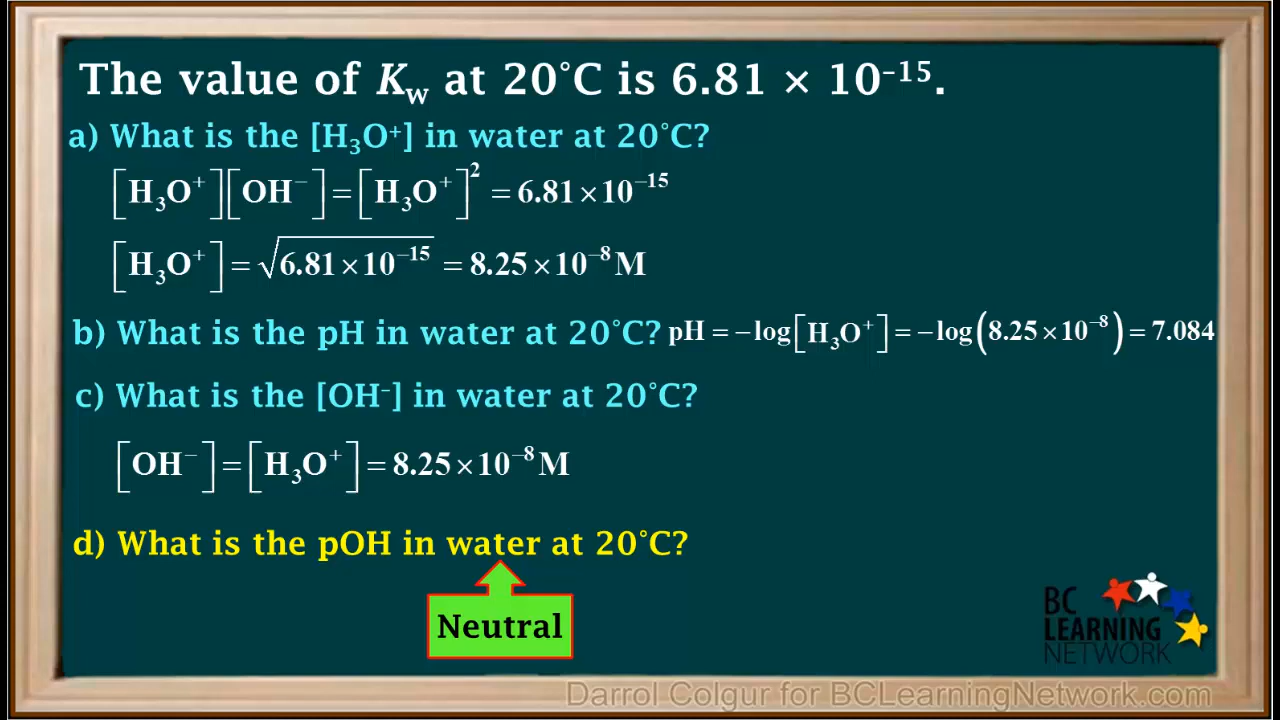 The value of Kw at 20°C is 6.81 × 10⁻¹⁵.
a) What is the [H₃O⁺] in water at 20°C?
[H₃O⁺][OH⁻] = [H₃O⁺]² = 6.81 × 10⁻¹⁵
[H₃O⁺] = √6.81 × 10⁻¹⁵ = 8.25 × 10⁻⁸ M
b) What is the pH in water at 20°C? pH = −log[H₃O⁺] = −log(8.25 × 10⁻⁸) = 7.084
c) What is the [OH⁻] in water at 20°C?
[OH⁻] = [H₃O⁺] = 8.25 × 10⁻⁸ M
d) What is the pOH in water at 20°C?
Neutral
BC
LEARNING
NETWORK
Darrol Colgur for BCLearningNetwork.com